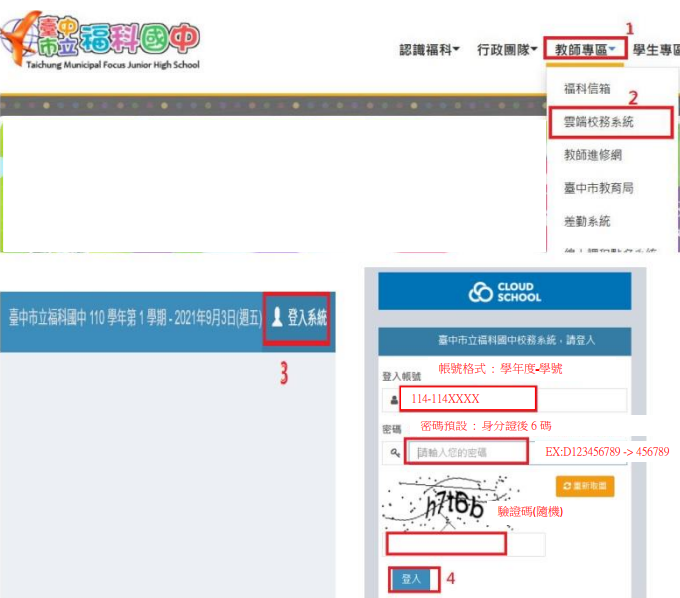 臺中市立福科國中
Taichung Municipal Focus Junior High School
認識福科 行政團隊 教師專區 學生專區
1
福科信箱
2
雲端校務系統
教師進修網
臺中市教育局
差勤系統
臺中市立福科國中 110 學年第 1 學期 - 2021年9月3日(週五) 登入系統
3
CLOUD
SCHOOL
臺中市立福科國中校務系統，請登入
帳號格式 : 學年度-學號
登入帳號
114-114XXXX
密碼 密碼預設 : 身分證後 6 碼
請輸入您的密碼 EX:D123456789 -> 456789
重新取圖
h7t6b 驗證碼(隨機)
登入 4